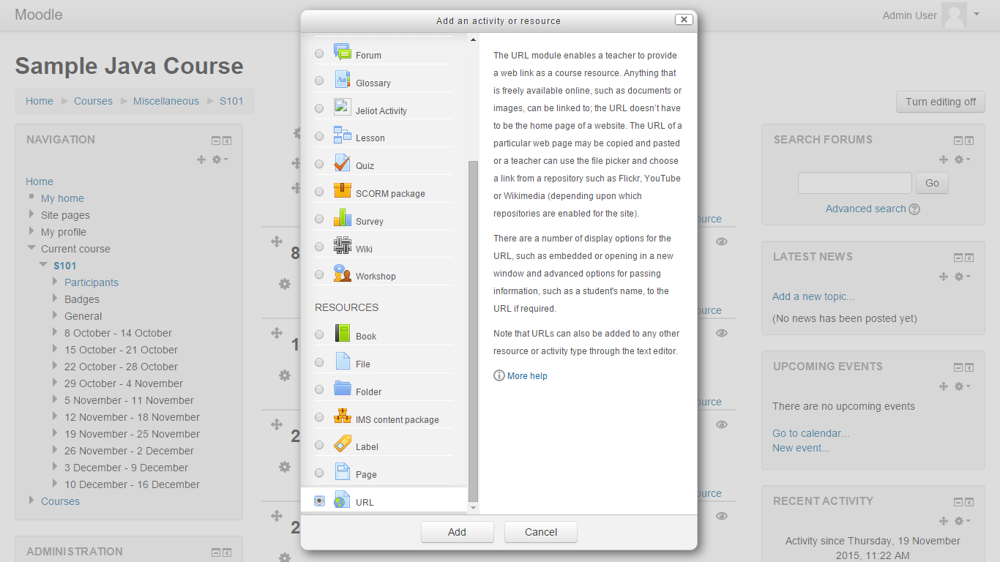 Moodle
Admin User
Sample Java Course
Home
Courses
Miscellaneous
S101
Turn editing off
NAVIGATION
Home
My home
Site pages
My profile
Current course
S101
Participants
Badges
General
8 October - 14 October
15 October - 21 October
22 October - 28 October
29 October - 4 November
5 November - 11 November
12 November - 18 November
19 November - 25 November
26 November - 2 December
3 December - 9 December
10 December - 16 December
Courses
ADMINISTRATION
8
1
2
2
Add an activity or resource
Forum
Glossary
Jeliot Activity
Lesson
Quiz
SCORM package
Survey
Wiki
Workshop
RESOURCES
Book
File
Folder
IMS content package
Label
Page
URL
The URL module enables a teacher to provide
a web link as a course resource. Anything that
is freely available online, such as documents or
images, can be linked to; the URL doesn't have
to be the home page of a website. The URL of a
particular web page may be copied and pasted
or a teacher can use the file picker and choose
a link from a repository such as Flickr, YouTube
or Wikimedia (depending upon which
repositories are enabled for the site).
There are a number of display options for the
URL, such as embedded or opening in a new
window and advanced options for passing
information, such as a student's name, to the
URL if required.
Note that URLs can also be added to any other
resource or activity type through the text editor.
More help
Add
Cancel
SEARCH FORUMS
Go
Advanced search
LATEST NEWS
Add a new topic...
(No news has been posted yet)
UPCOMING EVENTS
There are no upcoming events
Go to calendar...
New event...
RECENT ACTIVITY
Activity since Thursday, 19 November
2015, 11:22 AM